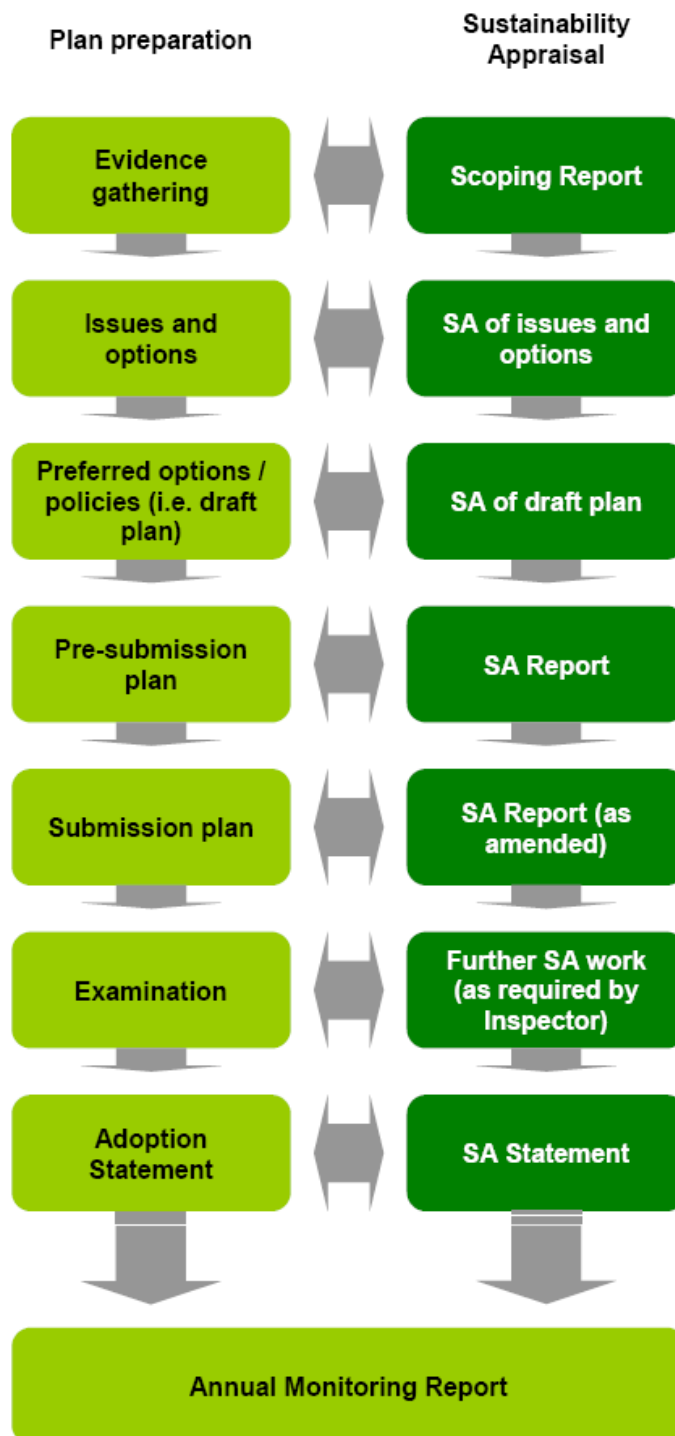 Plan preparation
Sustainability
Appraisal
Evidence
gathering
Scoping Report
Issues and
options
SA of issues and
options
Preferred options /
policies (i.e. draft
plan)
SA of draft plan
Pre-submission
plan
SA Report
Submission plan
SA Report (as
amended)
Examination
Further SA work
(as required by
Inspector)
Adoption
Statement
SA Statement
Annual Monitoring Report